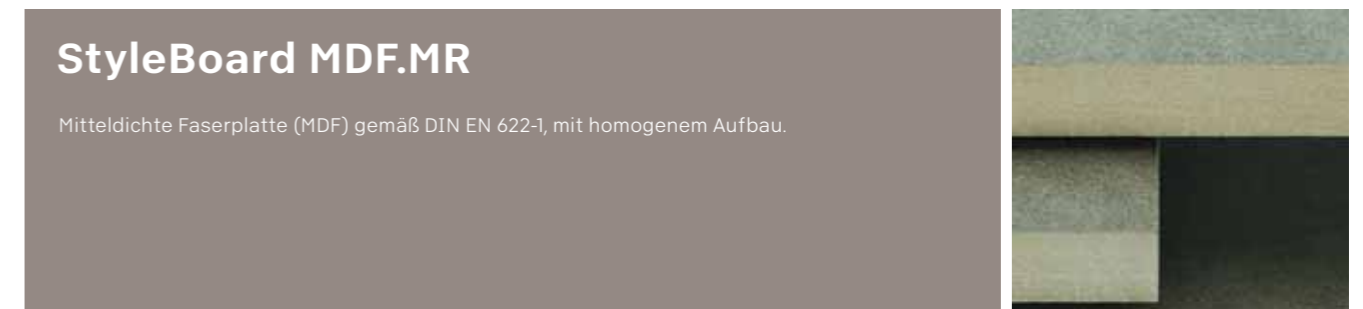 StyleBoard MDF.MR
Mitteldichte Faserplatte (MDF) gemäß DIN EN 622-1, mit homogenem Aufbau.